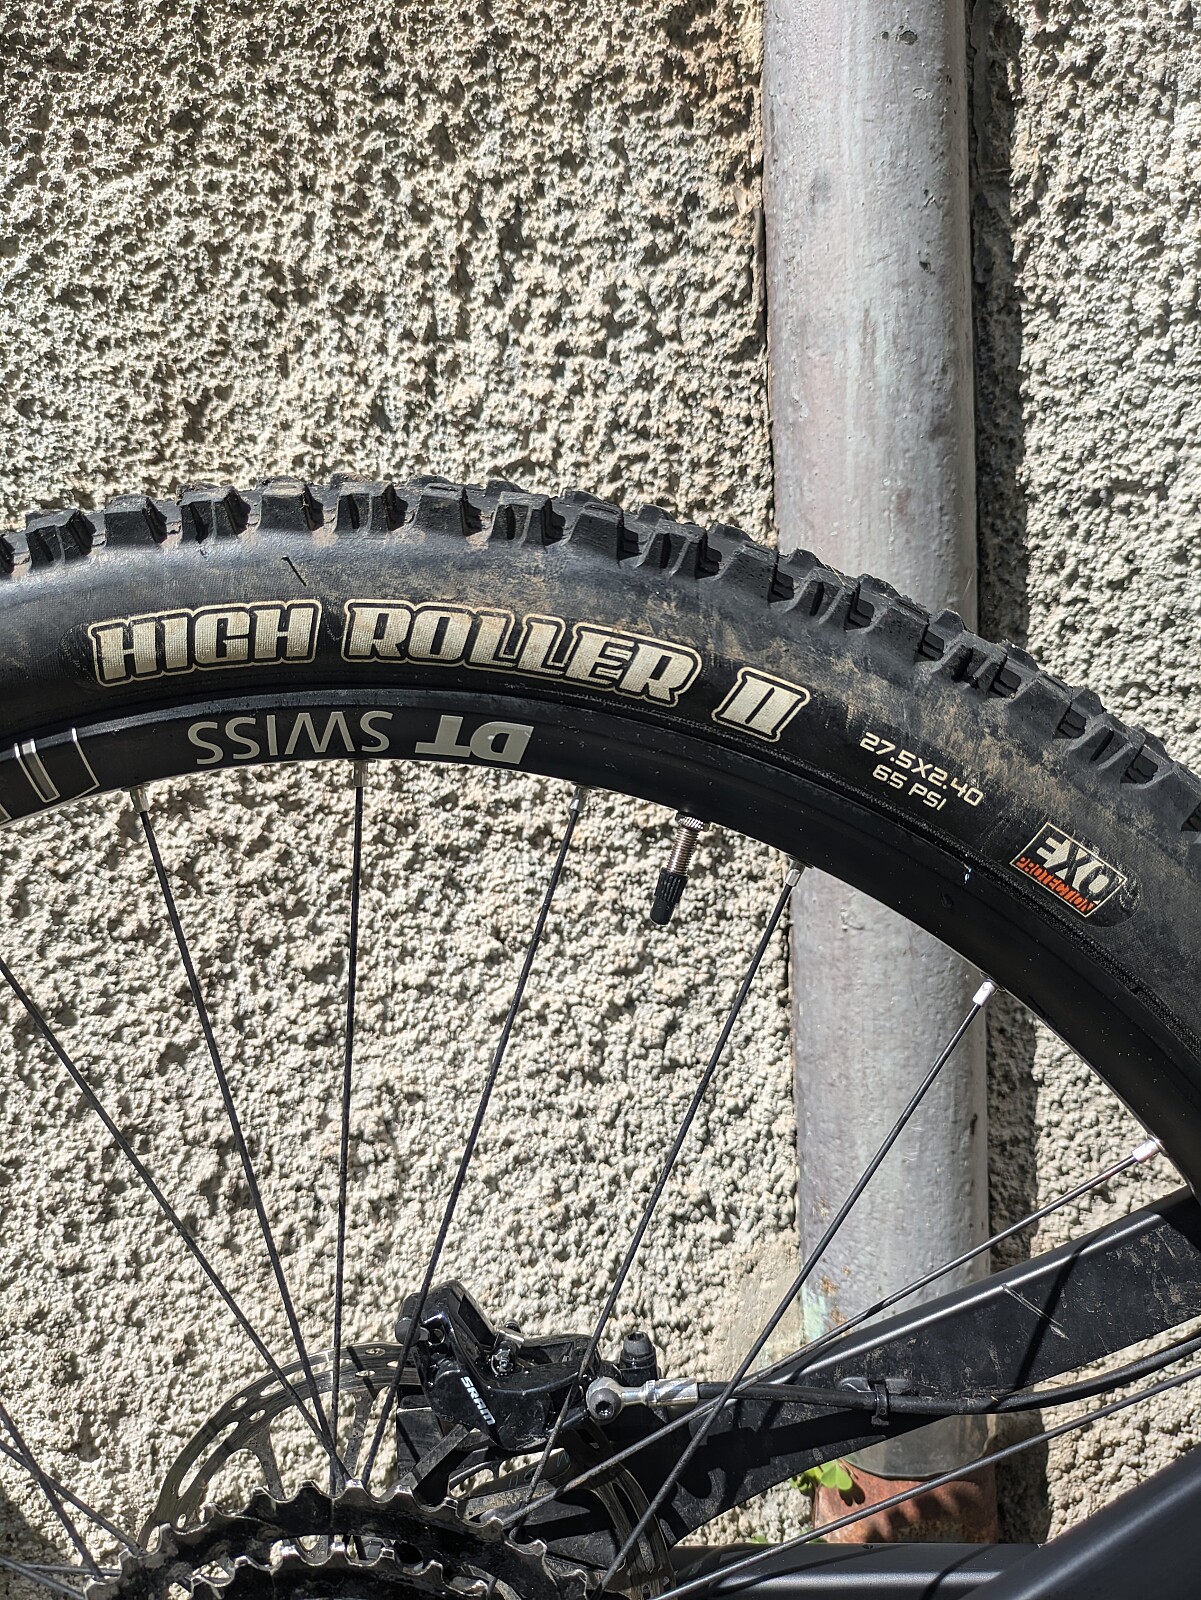 HIGH ROLLER II
27.5X2.40
65 PSI
EXO
PROTECTION
DT SWISS
SRAM